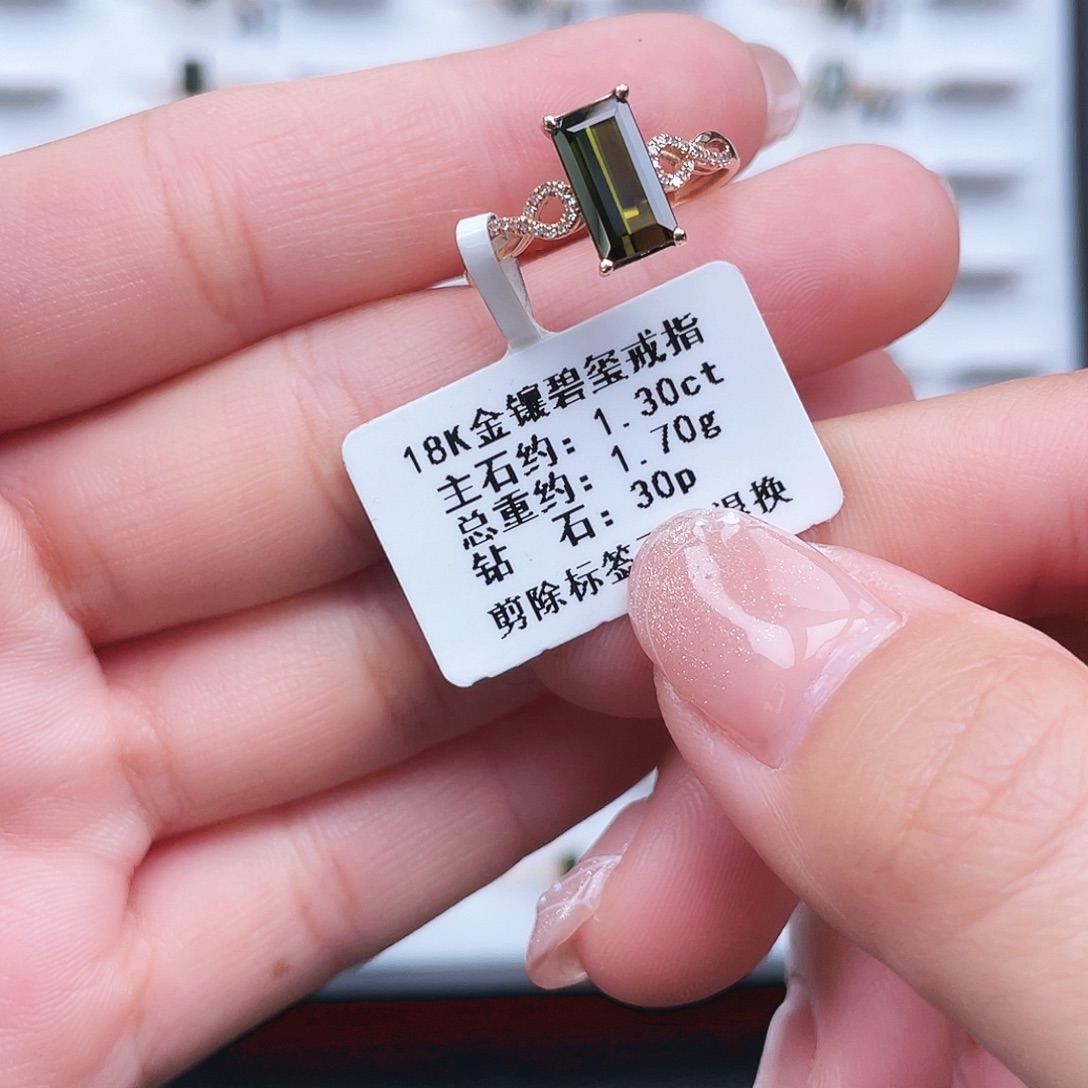 18K金镶碧玺戒指
主石约: 1.30ct
总重约: 1.70g
钻 石: 30p
剪除标签 退换